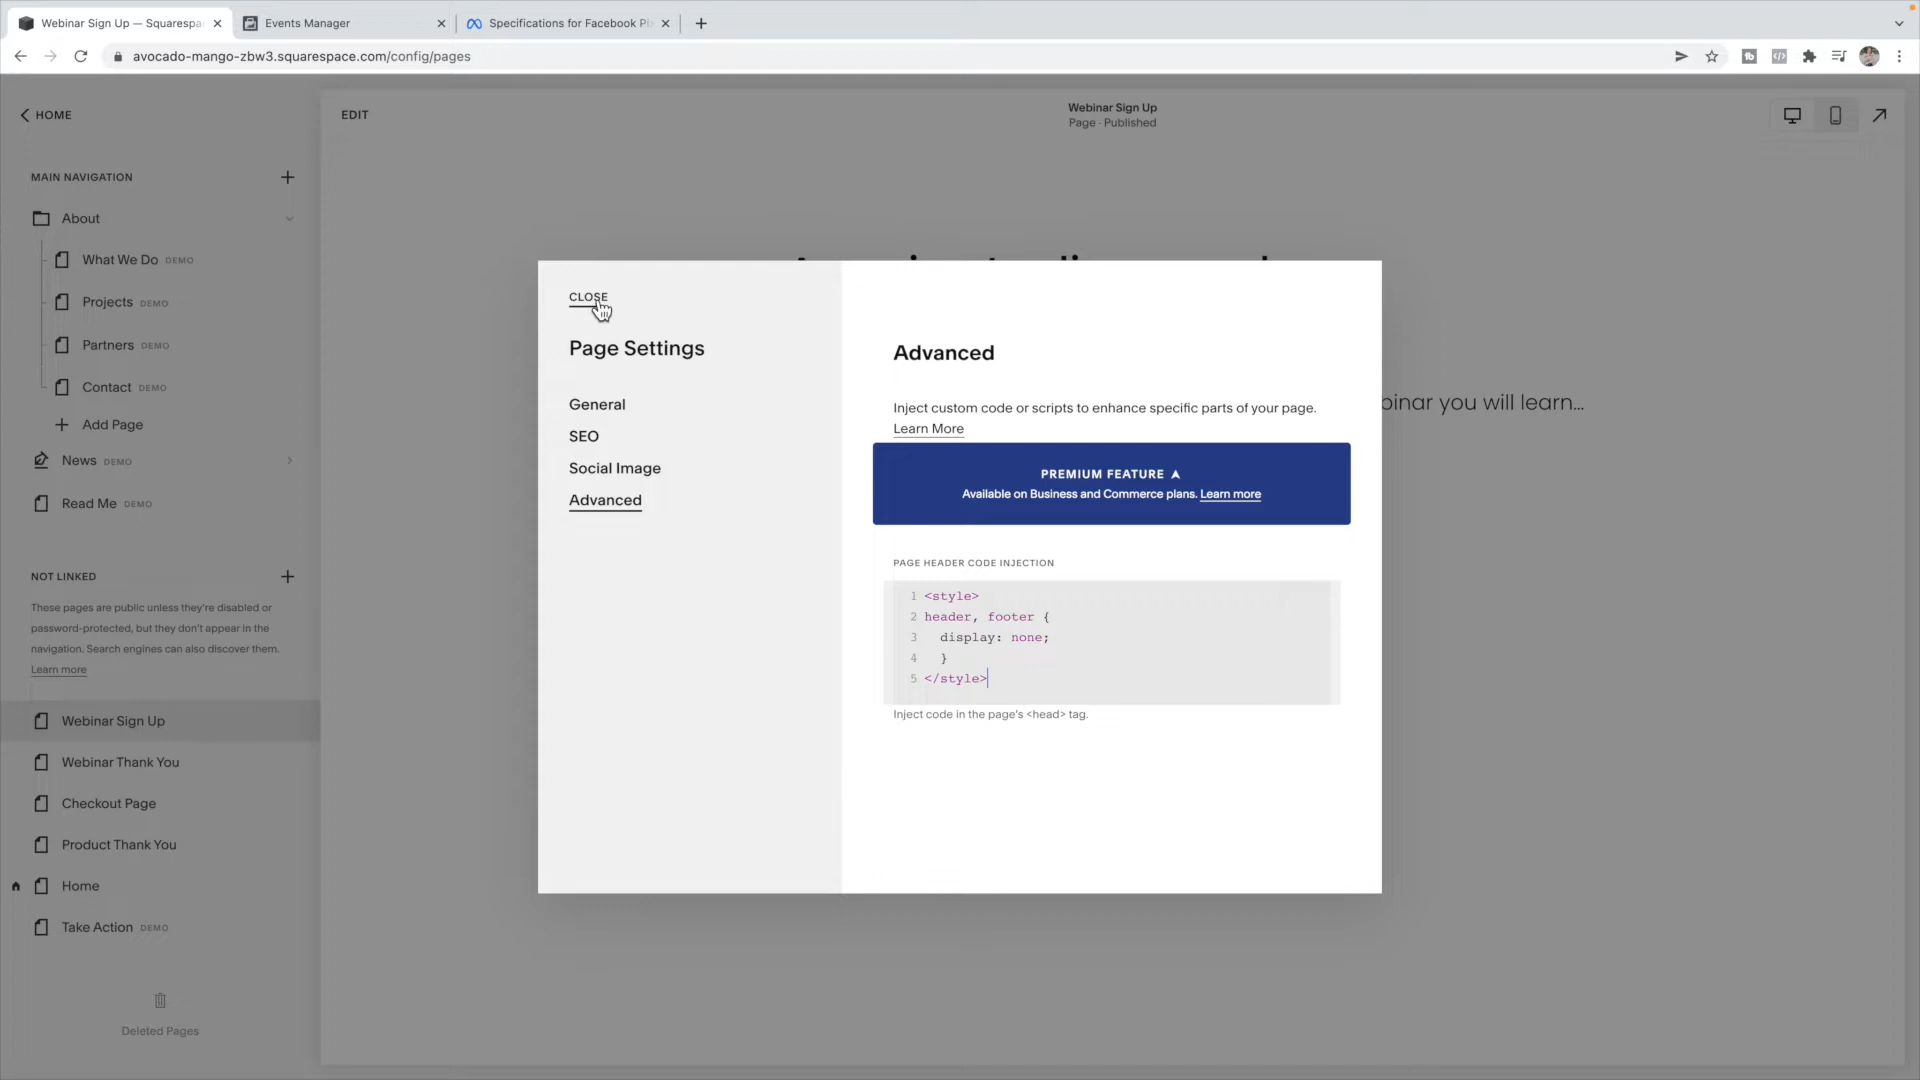 Webinar Sign Up — Squarespa
Events Manager
Specifications for Facebook Pi
avocado-mango-zbw3.squarespace.com/config/pages
HOME
EDIT
Webinar Sign Up
Page · Published
MAIN NAVIGATION
About
What We Do DEMO
Projects DEMO
Partners DEMO
Contact DEMO
Add Page
News DEMO
Read Me DEMO
NOT LINKED
These pages are public unless they're disabled or
password-protected, but they don't appear in the
navigation. Search engines can also discover them.
Learn more
Webinar Sign Up
Webinar Thank You
Checkout Page
Product Thank You
Home
Take Action DEMO
Deleted Pages
CLOSE
Page Settings
General
SEO
Social Image
Advanced
Advanced
Inject custom code or scripts to enhance specific parts of your page.
Learn More
PREMIUM FEATURE
Available on Business and Commerce plans. Learn more
PAGE HEADER CODE INJECTION
1 <style>
2 header, footer {
3 display: none;
4 }
5 </style>
Inject code in the page's <head> tag.
binar you will learn...